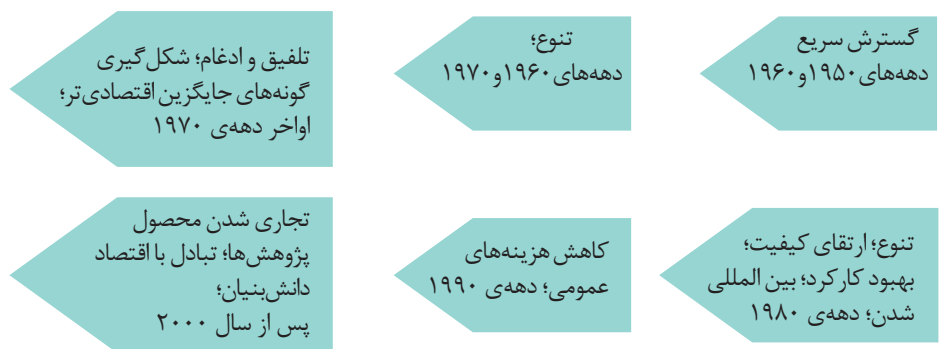 گسترش سریع
دهه‌های ۱۹۵۰ و ۱۹۶۰
تنوع؛
دهه‌های ۱۹۶۰ و ۱۹۷۰
تلفیق و ادغام؛ شکل‌گیری
گونه‌های جایگزین اقتصادی‌تر؛
اواخر دهه‌ی ۱۹۷۰
تنوع؛ ارتقای کیفیت؛
بهبود کارکرد؛ بین المللی
شدن؛ دهه‌ی ۱۹۸۰
کاهش هزینه‌های
عمومی؛ دهه‌ی ۱۹۹۰
تجاری شدن محصول
پژوهش‌ها؛ تبادل با اقتصاد
دانش‌بنیان؛
پس از سال ۲۰۰۰